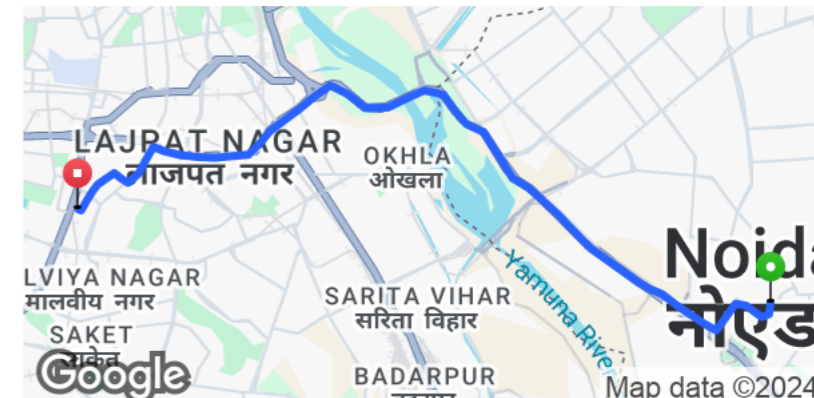 LAJPAT NAGAR
लाजपत नगर
OKHLA
ओखला
Noida
नोएड
LVIYA NAGAR
मालवीय नगर
SAKET
साकेत
SARITA VIHAR
सरिता विहार
Yamuna River
BADARPUR
Google
Map data ©2024